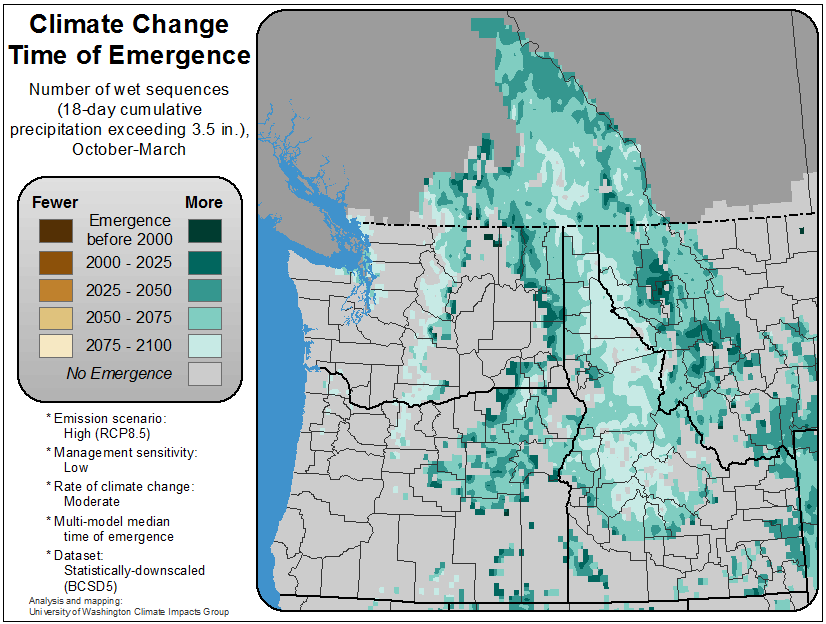 Climate Change
Time of Emergence
Number of wet sequences
(18-day cumulative
precipitation exceeding 3.5 in.),
October-March
Fewer More
Emergence
before 2000
2000 - 2025
2025 - 2050
2050 - 2075
2075 - 2100
No Emergence
* Emission scenario:
High (RCP8.5)
* Management sensitivity:
Low
* Rate of climate change:
Moderate
* Multi-model median
time of emergence
* Dataset:
Statistically-downscaled
(BCSD5)
Analysis and mapping:
University of Washington Climate Impacts Group